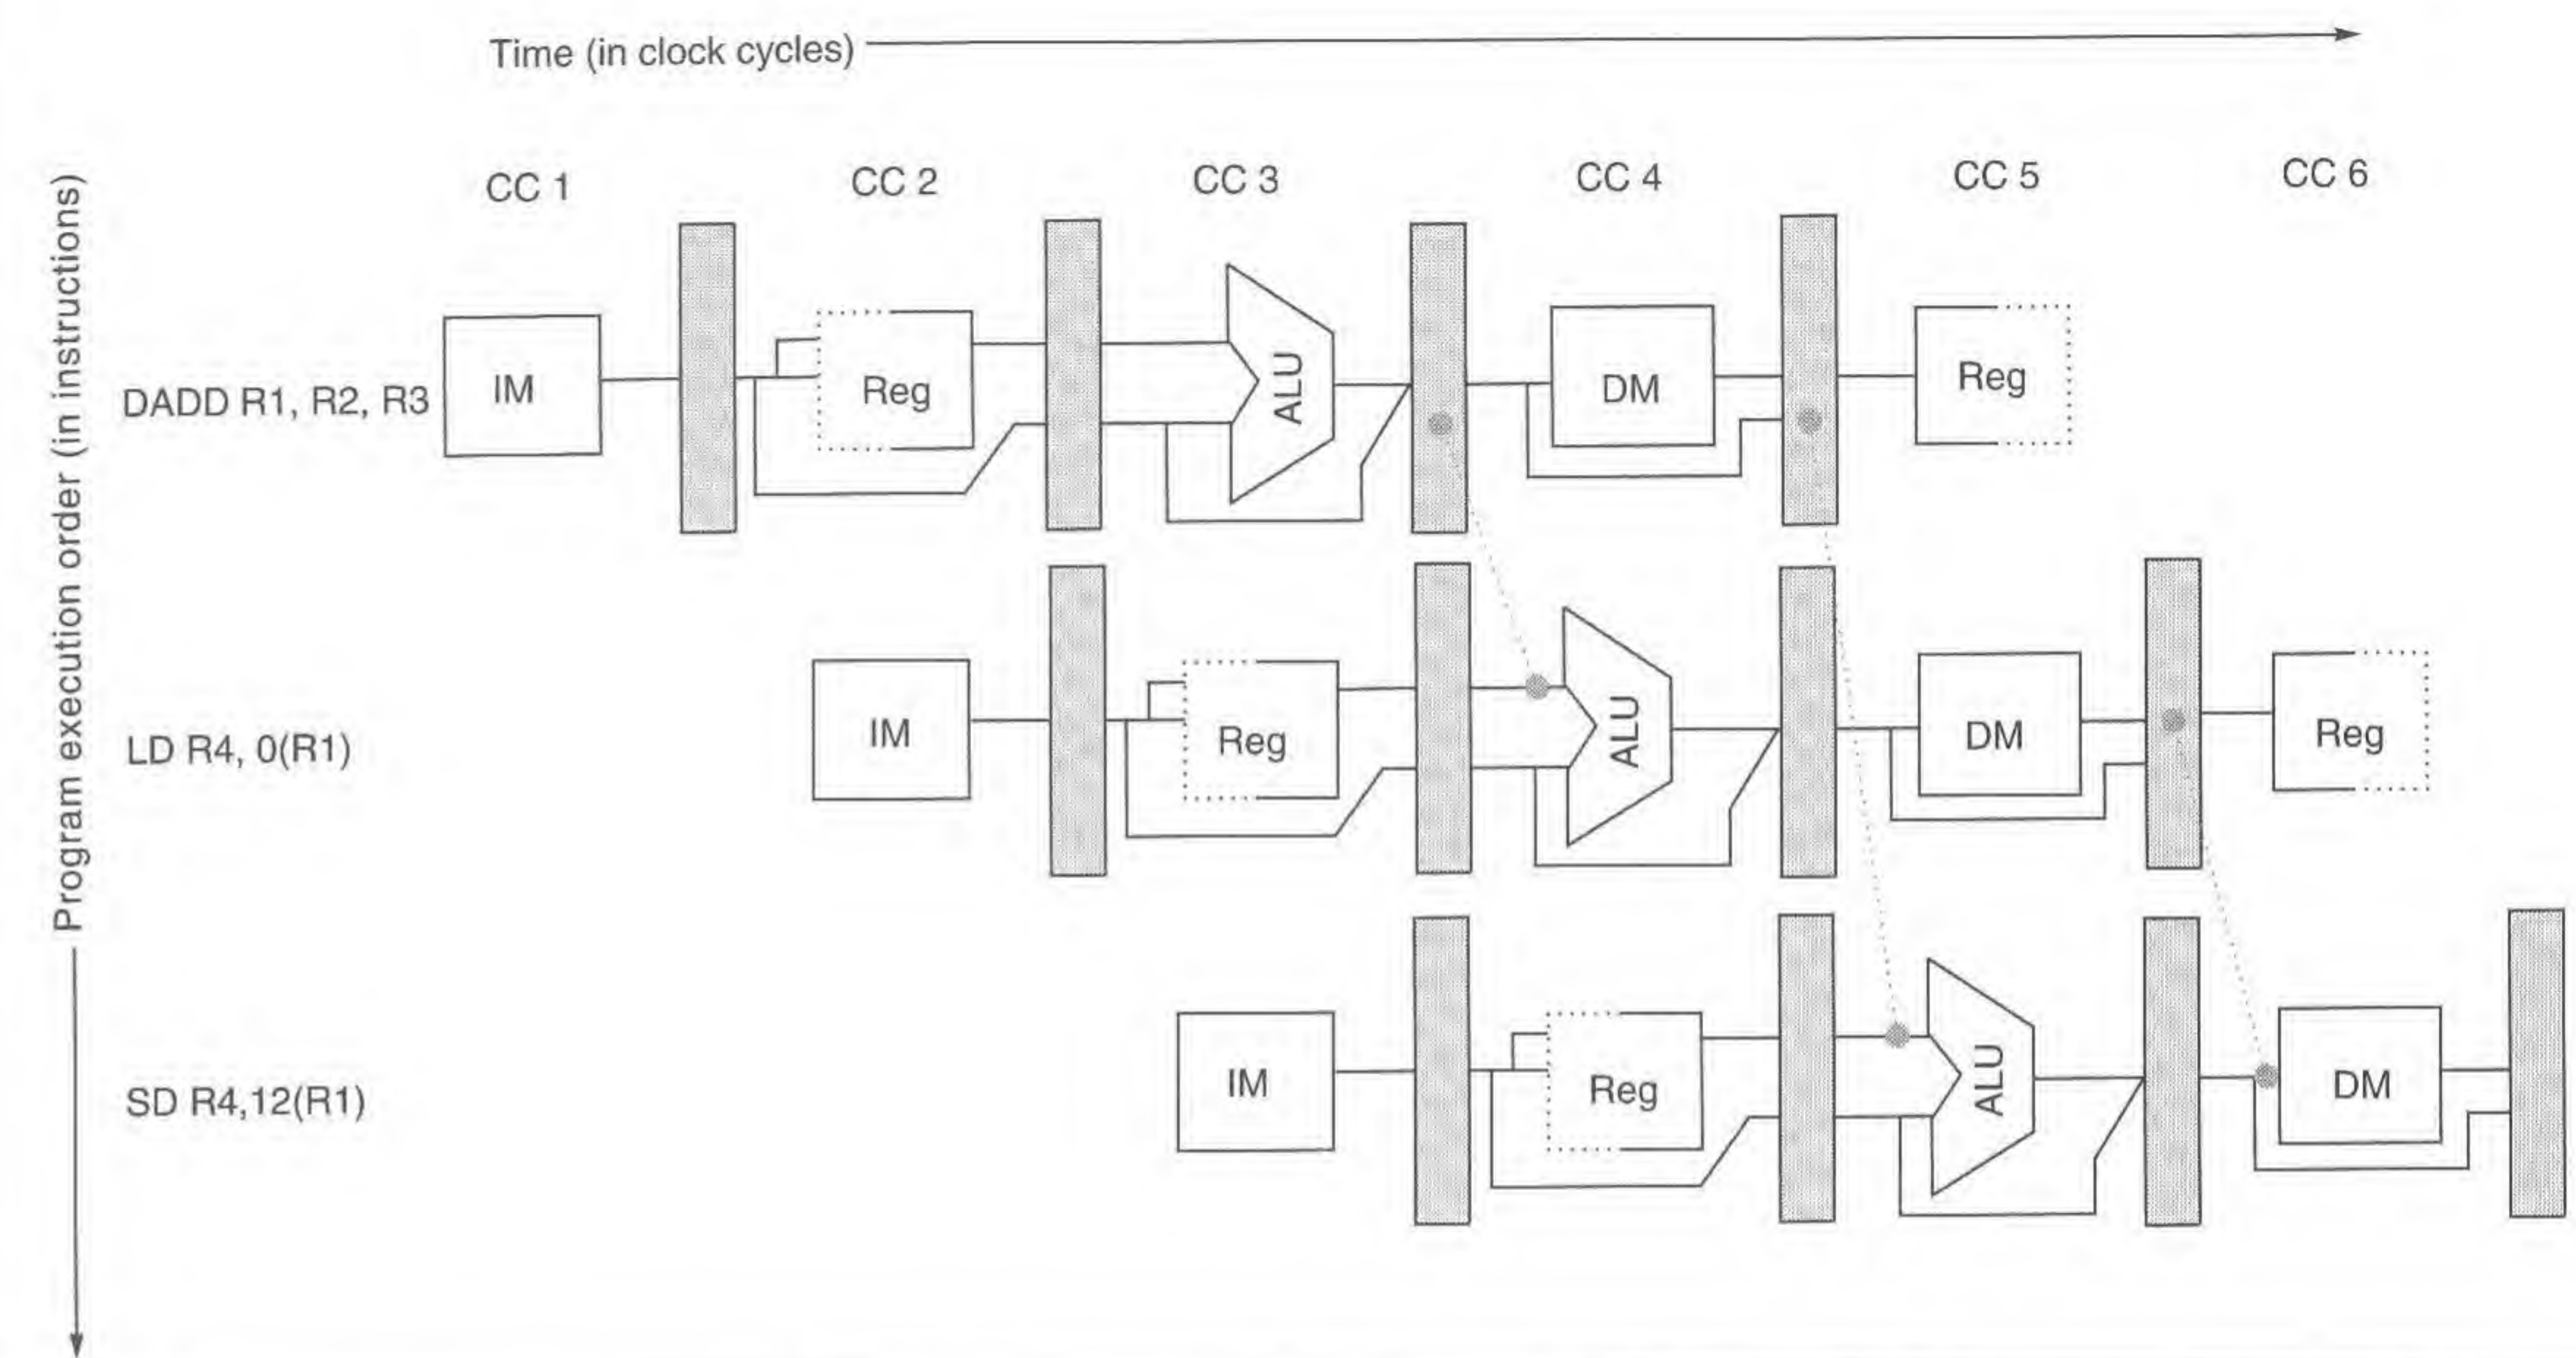 Time (in clock cycles)
CC 1 CC 2 CC 3 CC 4 CC 5 CC 6
Program execution order (in instructions)
DADD R1, R2, R3 IM Reg ALU DM Reg
LD R4, 0(R1) IM Reg ALU DM Reg
SD R4,12(R1) IM Reg ALU DM